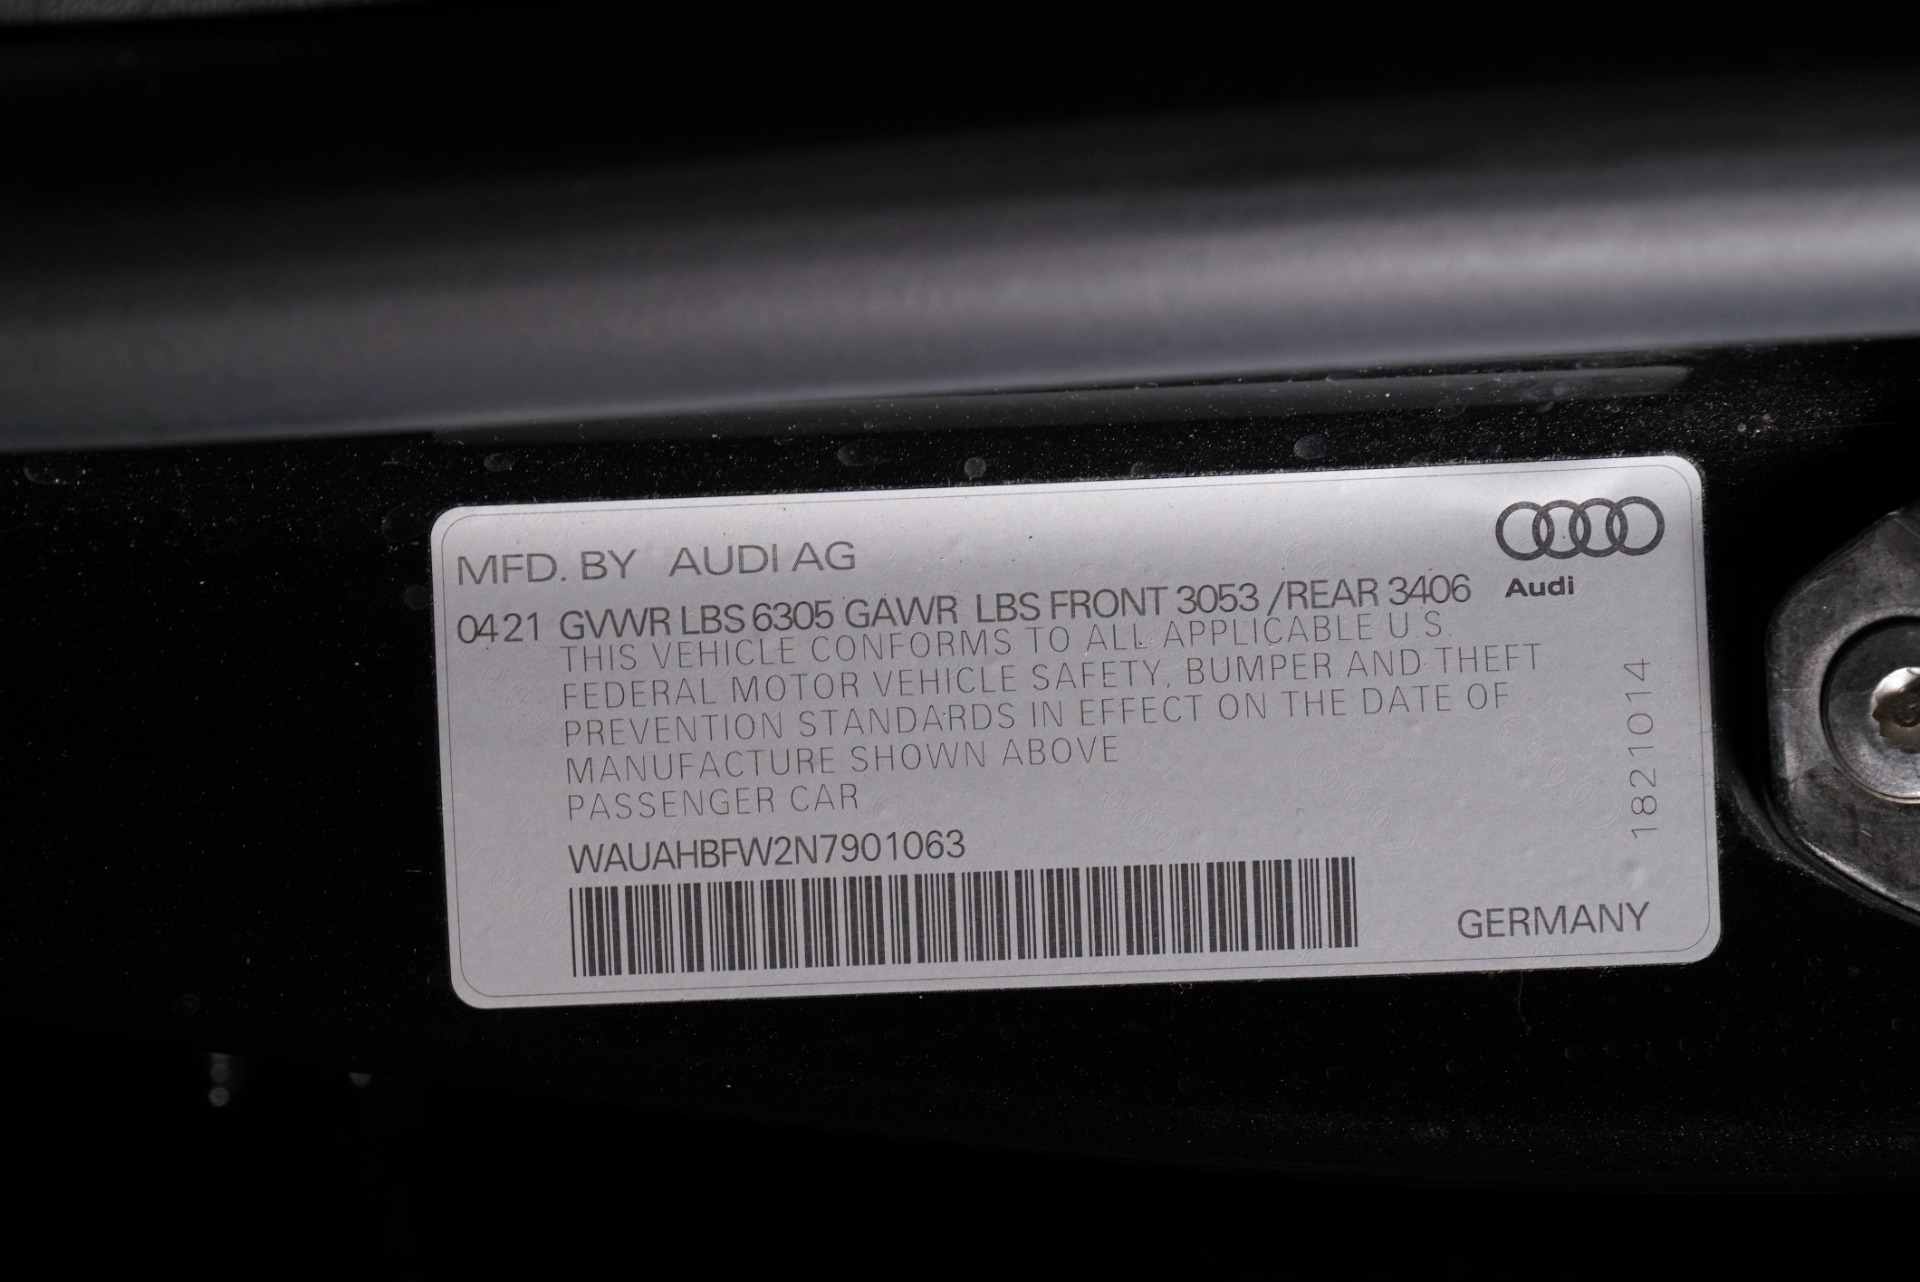 MFD. BY AUDI AG
Audi
0421 GVWR LBS 6305 GAWR LBS FRONT 3053 /REAR 3406
THIS VEHICLE CONFORMS TO ALL APPLICABLE U.S.
FEDERAL MOTOR VEHICLE SAFETY, BUMPER AND THEFT
PREVENTION STANDARDS IN EFFECT ON THE DATE OF
MANUFACTURE SHOWN ABOVE
PASSENGER CAR
WAUAHBFW2N7901063
1821014
GERMANY